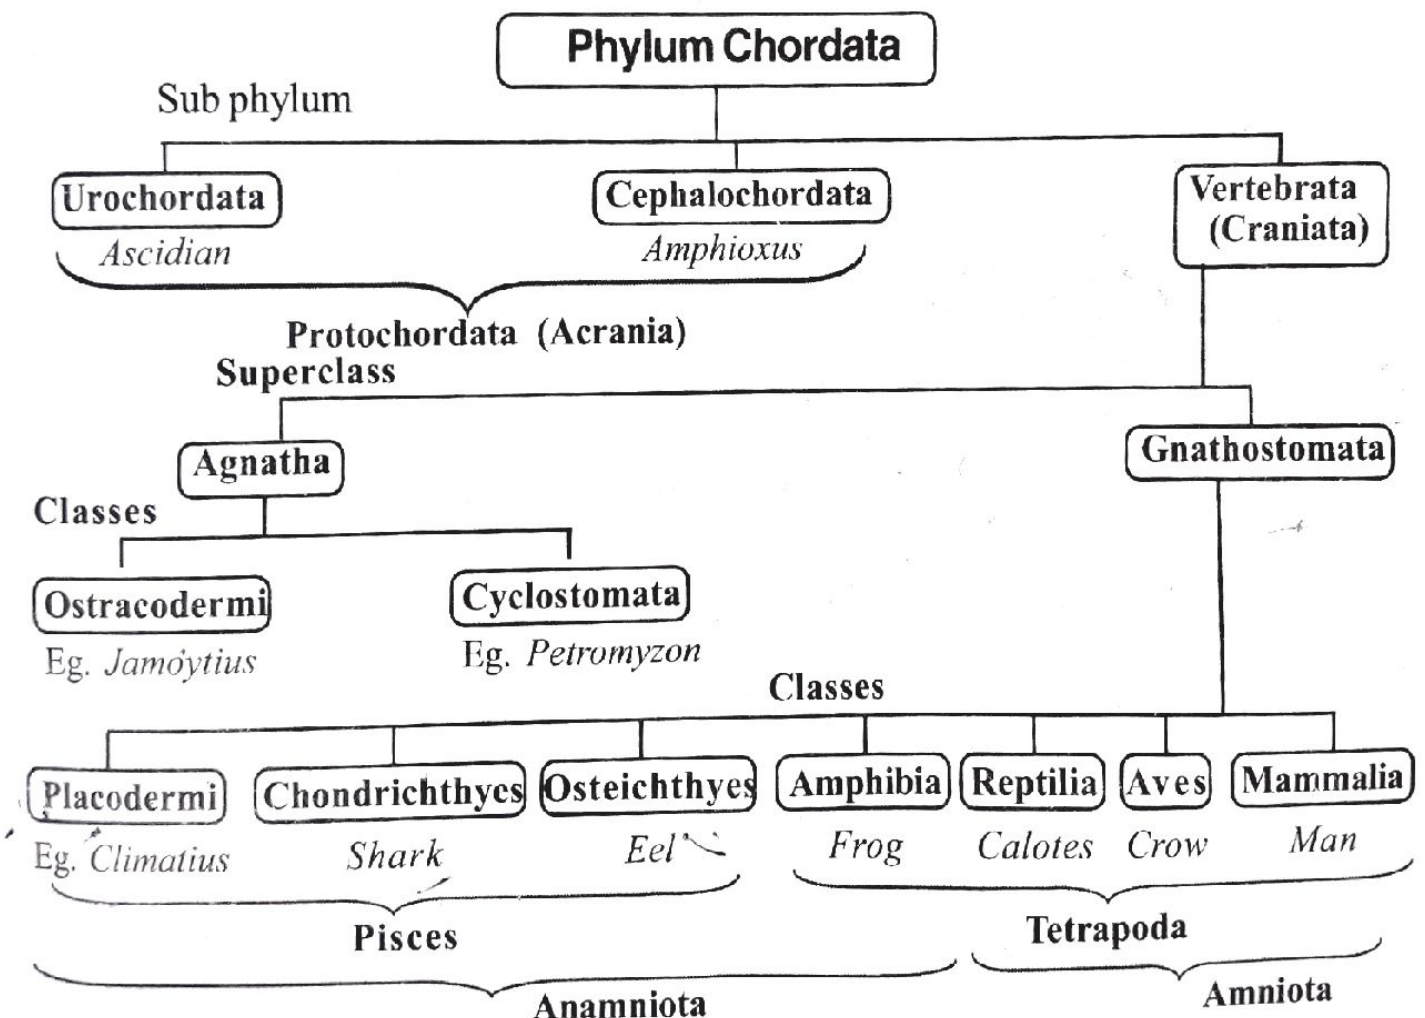 Phylum Chordata
Sub phylum
Urochordata
Cephalochordata
Vertebrata
(Craniata)
Ascidian
Amphioxus
Protochordata (Acrania)
Superclass
Agnatha
Gnathostomata
Classes
Ostracodermi
Cyclostomata
Eg. Jamoytius
Eg. Petromyzon
Classes
Placodermi
Chondrichthyes
Osteichthyes
Amphibia
Reptilia
Aves
Mammalia
Eg. Climatius
Shark
Eel
Frog
Calotes
Crow
Man
Pisces
Tetrapoda
Anamniota
Amniota